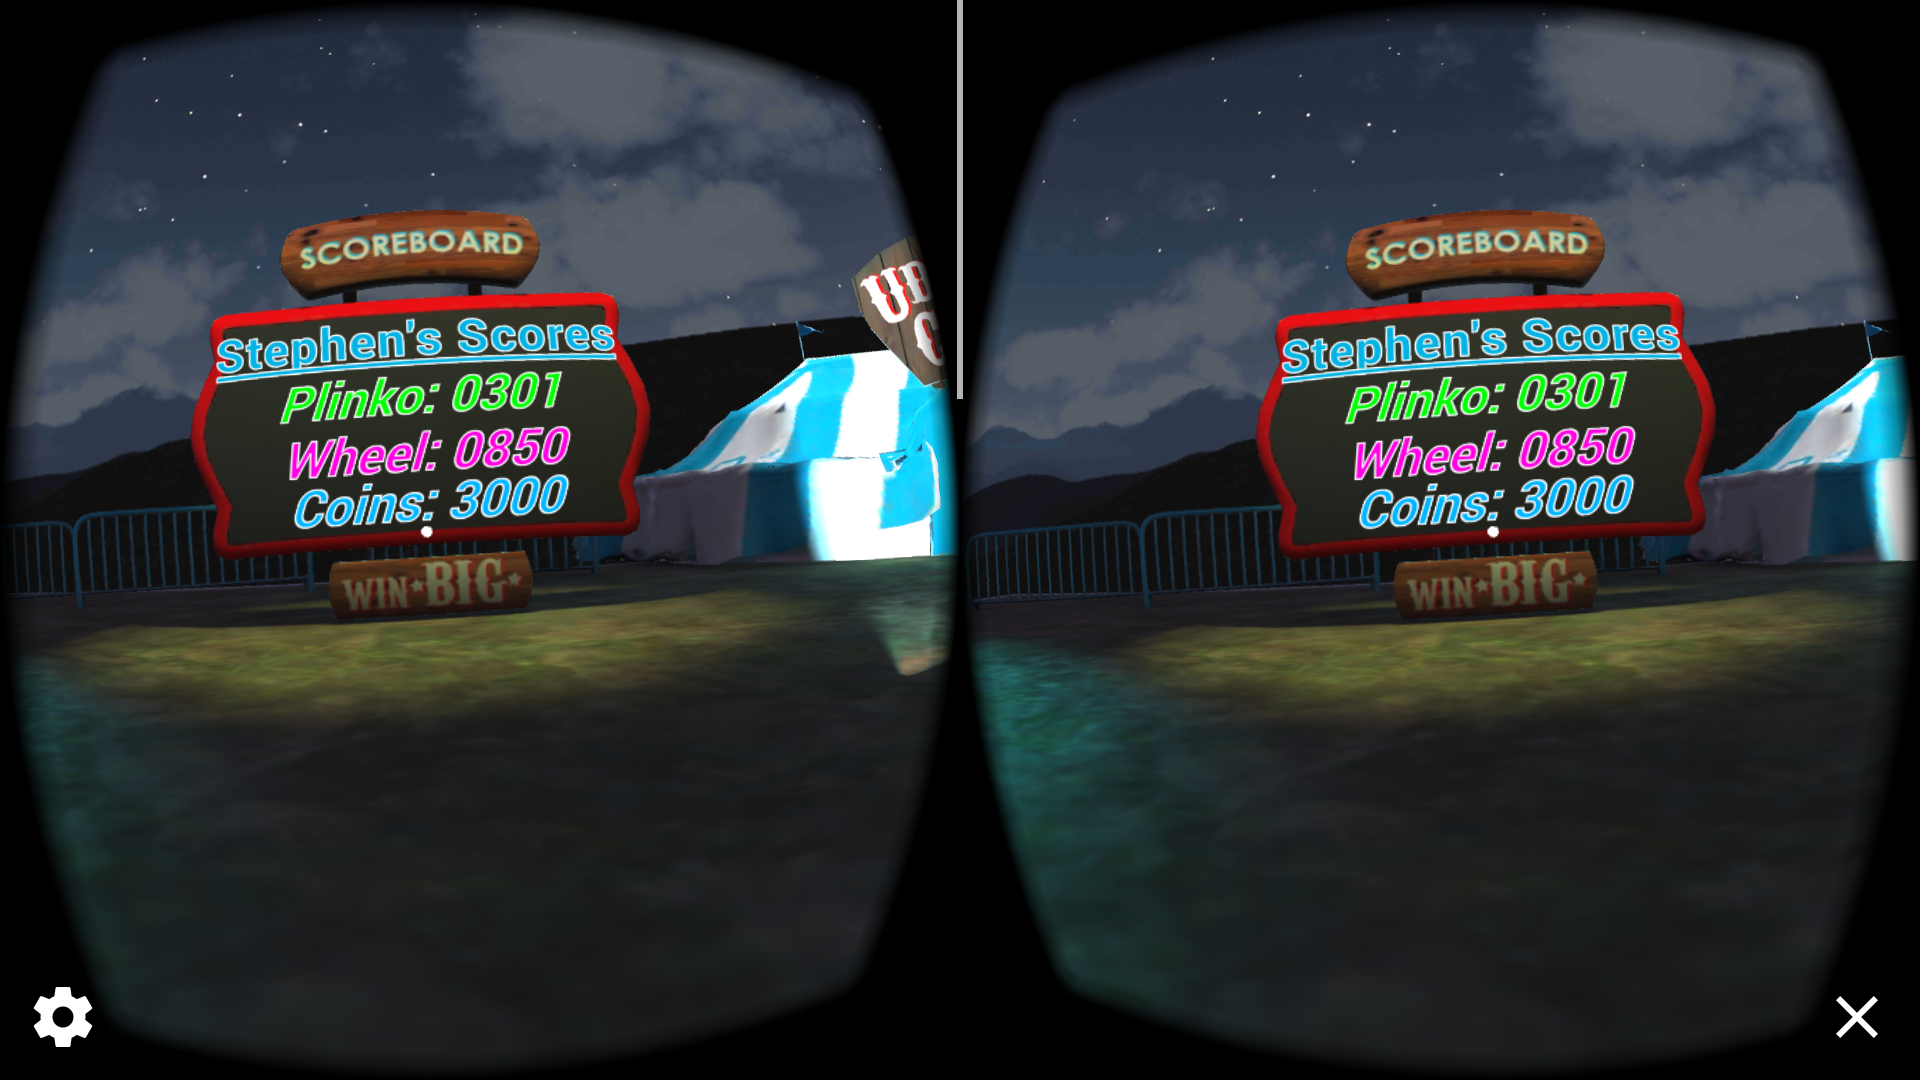 SCOREBOARD
Stephen's Scores
Plinko: 0301
Wheel: 0850
Coins: 3000
WIN★BIG★
SCOREBOARD
Stephen's Scores
Plinko: 0301
Wheel: 0850
Coins: 3000
WIN★BIG★